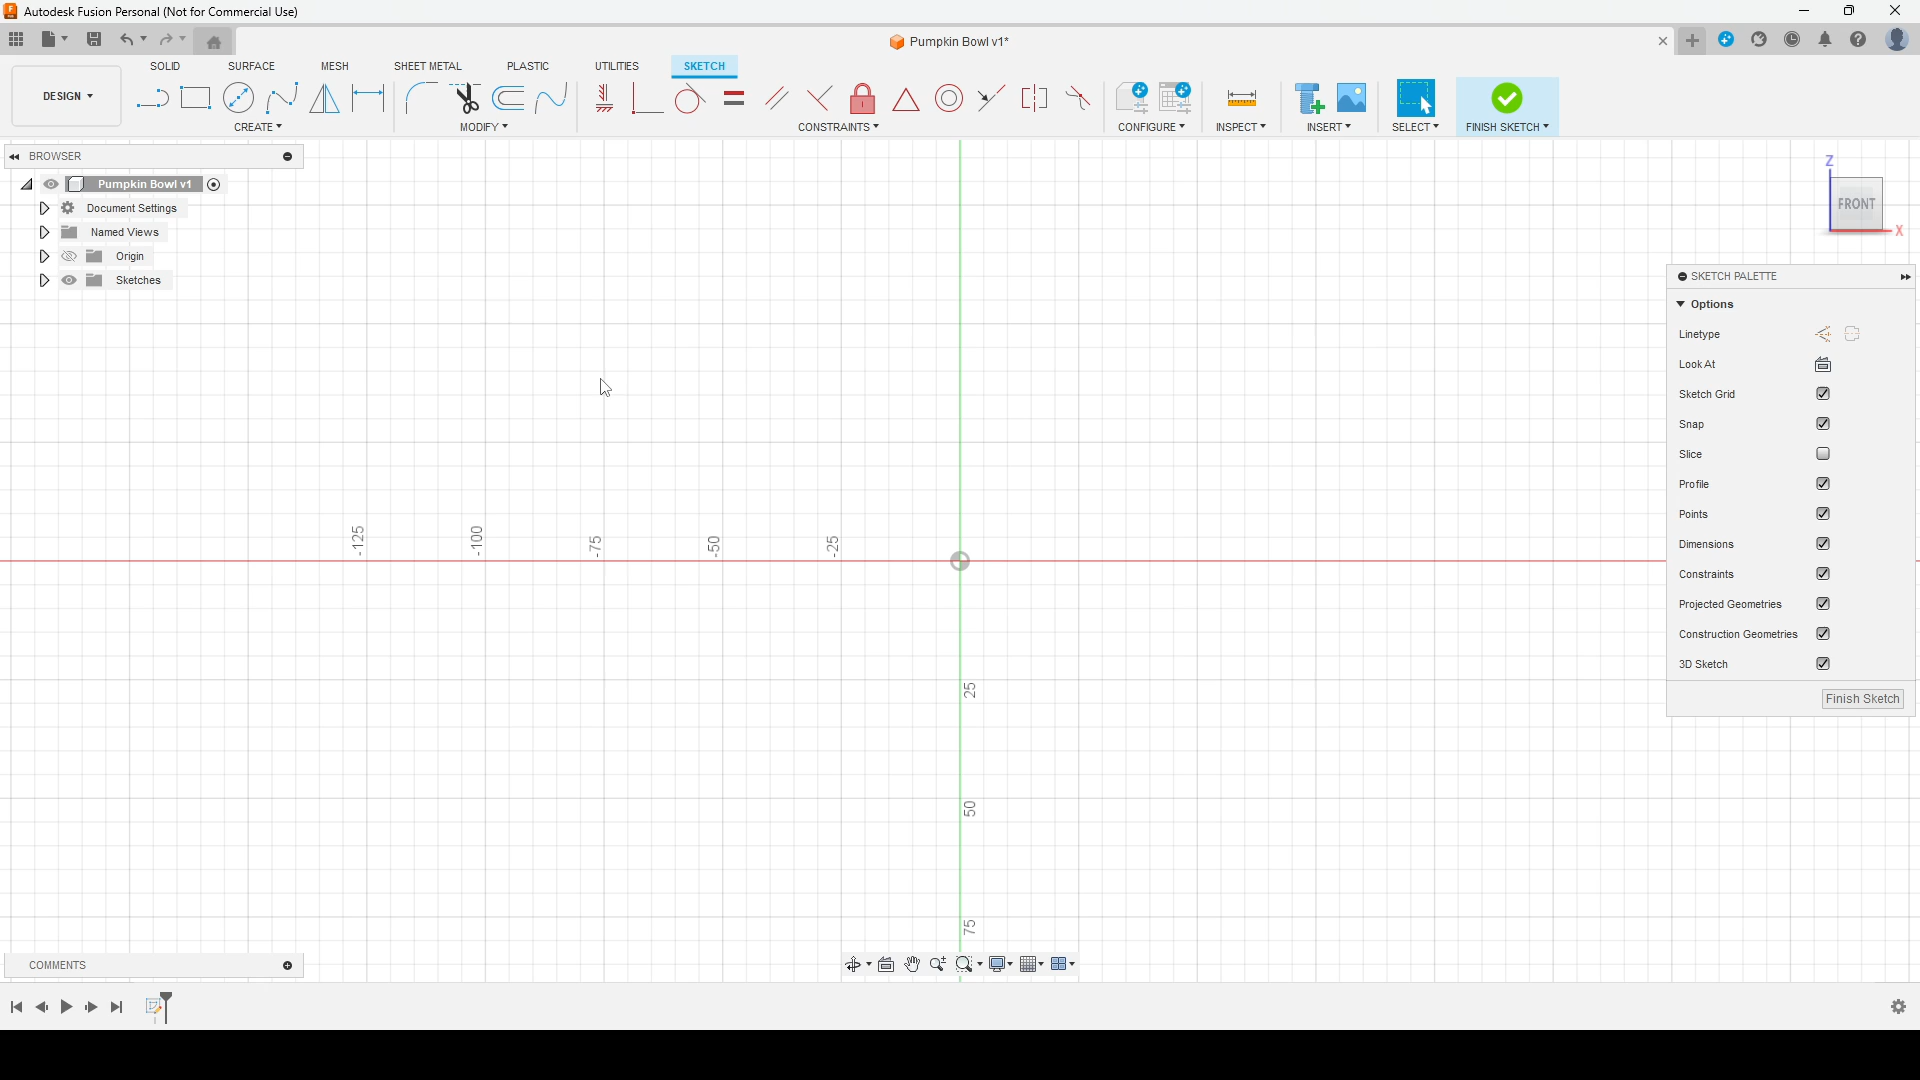 Autodesk Fusion Personal (Not for Commercial Use)
Pumpkin Bowl v1*
SOLID SURFACE MESH SHEET METAL PLASTIC UTILITIES SKETCH
DESIGN
CREATE MODIFY CONSTRAINTS CONFIGURE INSPECT INSERT SELECT FINISH SKETCH
BROWSER
Pumpkin Bowl v1
Document Settings
Named Views
Origin
Sketches
Z
FRONT
X
SKETCH PALETTE
Options
Linetype
Look At
Sketch Grid
Snap
Slice
Profile
Points
Dimensions
Constraints
Projected Geometries
Construction Geometries
3D Sketch
Finish Sketch
-125 -100 -75 -50 -25
25
50
75
COMMENTS